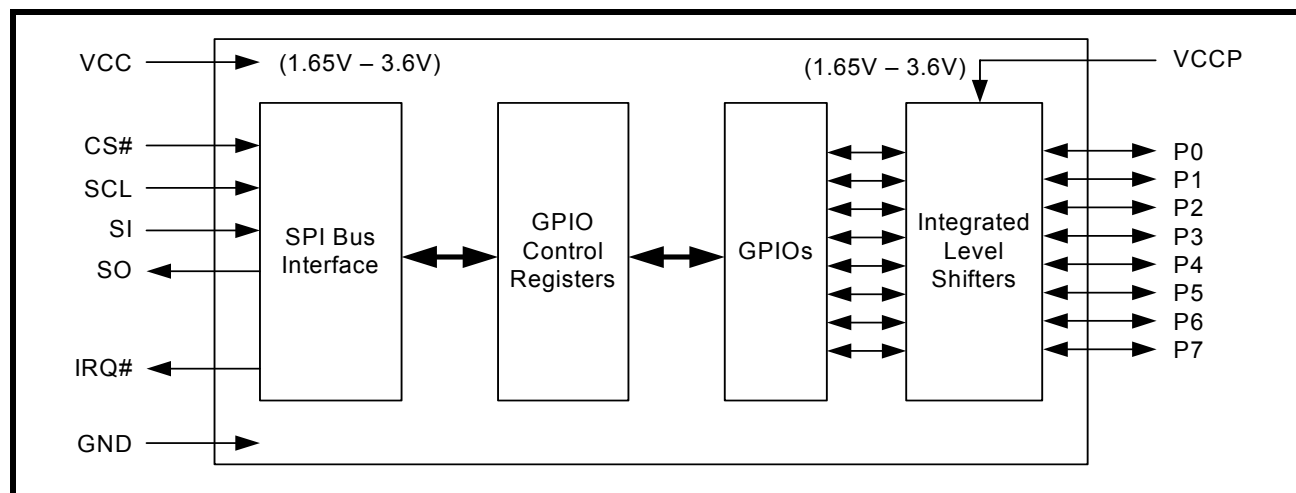 VCC
(1.65V – 3.6V)
(1.65V – 3.6V)
VCCP
CS#
SCL
SI
SO
IRQ#
GND
SPI Bus
Interface
GPIO
Control
Registers
GPIOs
Integrated
Level
Shifters
P0
P1
P2
P3
P4
P5
P6
P7